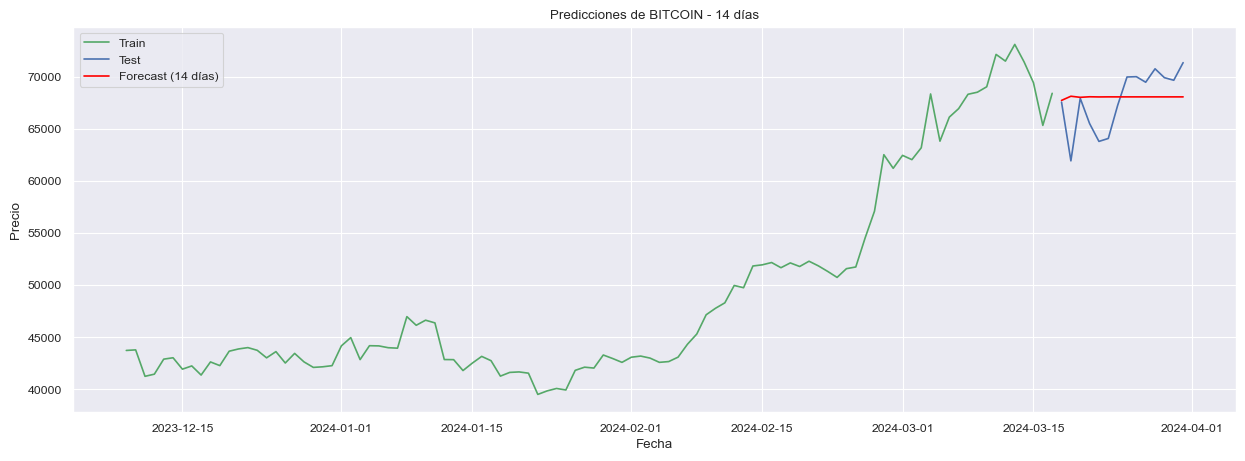 Predicciones de BITCOIN - 14 días
Train
Test
Forecast (14 días)
Precio
70000
65000
60000
55000
50000
45000
40000
2023-12-15
2024-01-01
2024-01-15
2024-02-01
2024-02-15
2024-03-01
2024-03-15
2024-04-01
Fecha